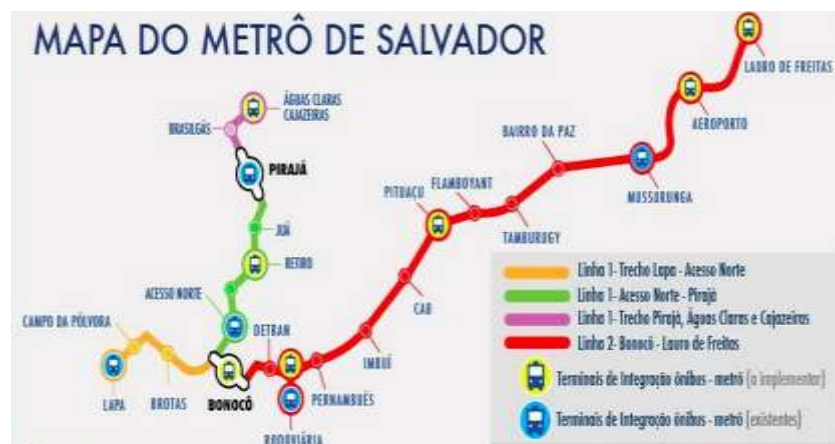 MAPA DO METRÔ DE SALVADOR
LAURO DE FREITAS
ÁGUAS CLARAS
CAJAZEIRAS
BRASILGÁS
AEROPORTO
BAIRRO DA PAZ
PIRAJÁ
FLAMBOYANT
PITUAÇU
MUSSURUNGA
TAMBURUGY
JUÁ
RETIRO
ACESSO NORTE
CAB
CAMPO DA PÓLVORA
DETRAN
IMBUÍ
PERNAMBUÉS
LAPA
BROTAS
BONOCÔ
RODOVIÁRIA
Linha 1- Trecho Lapa - Acesso Norte
Linha 1- Acesso Norte - Pirajá
Linha 1- Trecho Pirajá, Águas Claras e Cajazeiras
Linha 2- Bonocô - Lauro de Freitas
Terminais de Integração ônibus - metrô (a implementar)
Terminais de Integração ônibus - metrô (existentes)